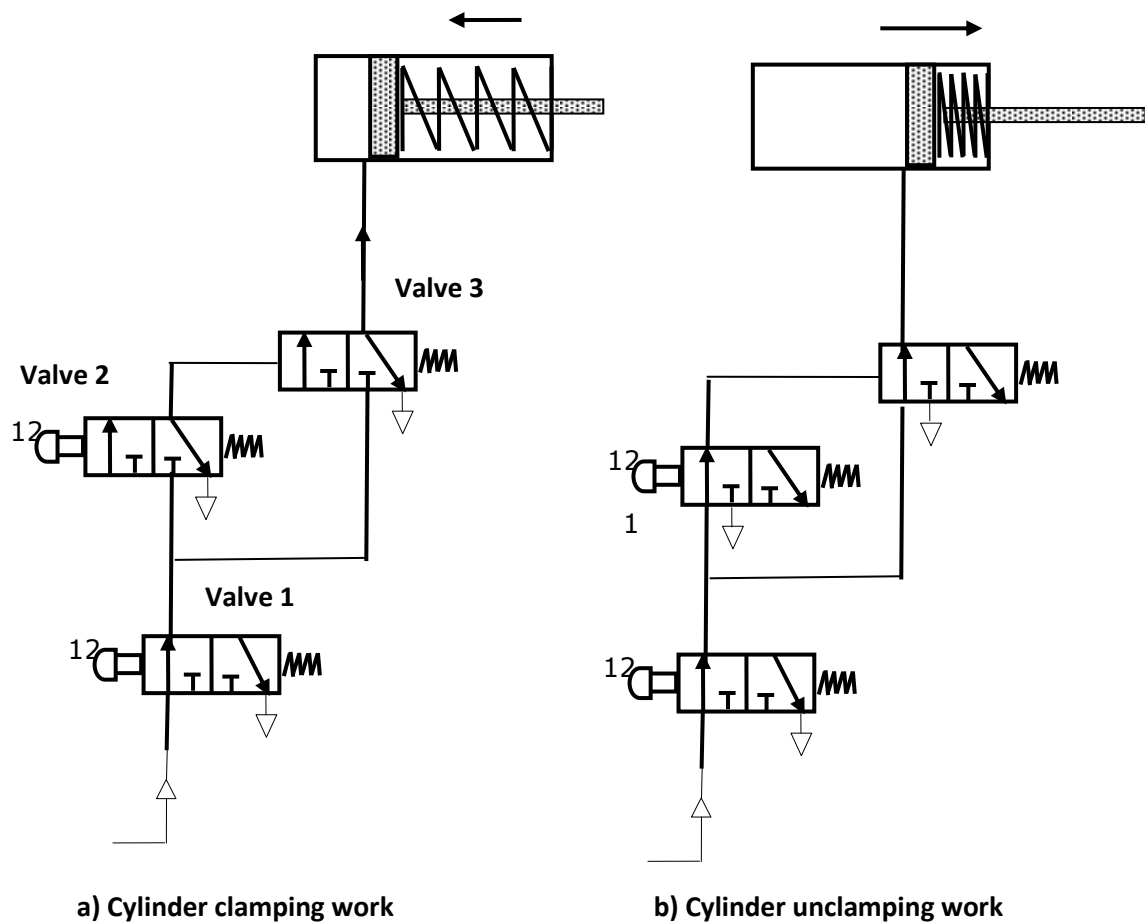 Valve 3
Valve 2
12
Valve 1
12
12
1
12
a) Cylinder clamping work
b) Cylinder unclamping work